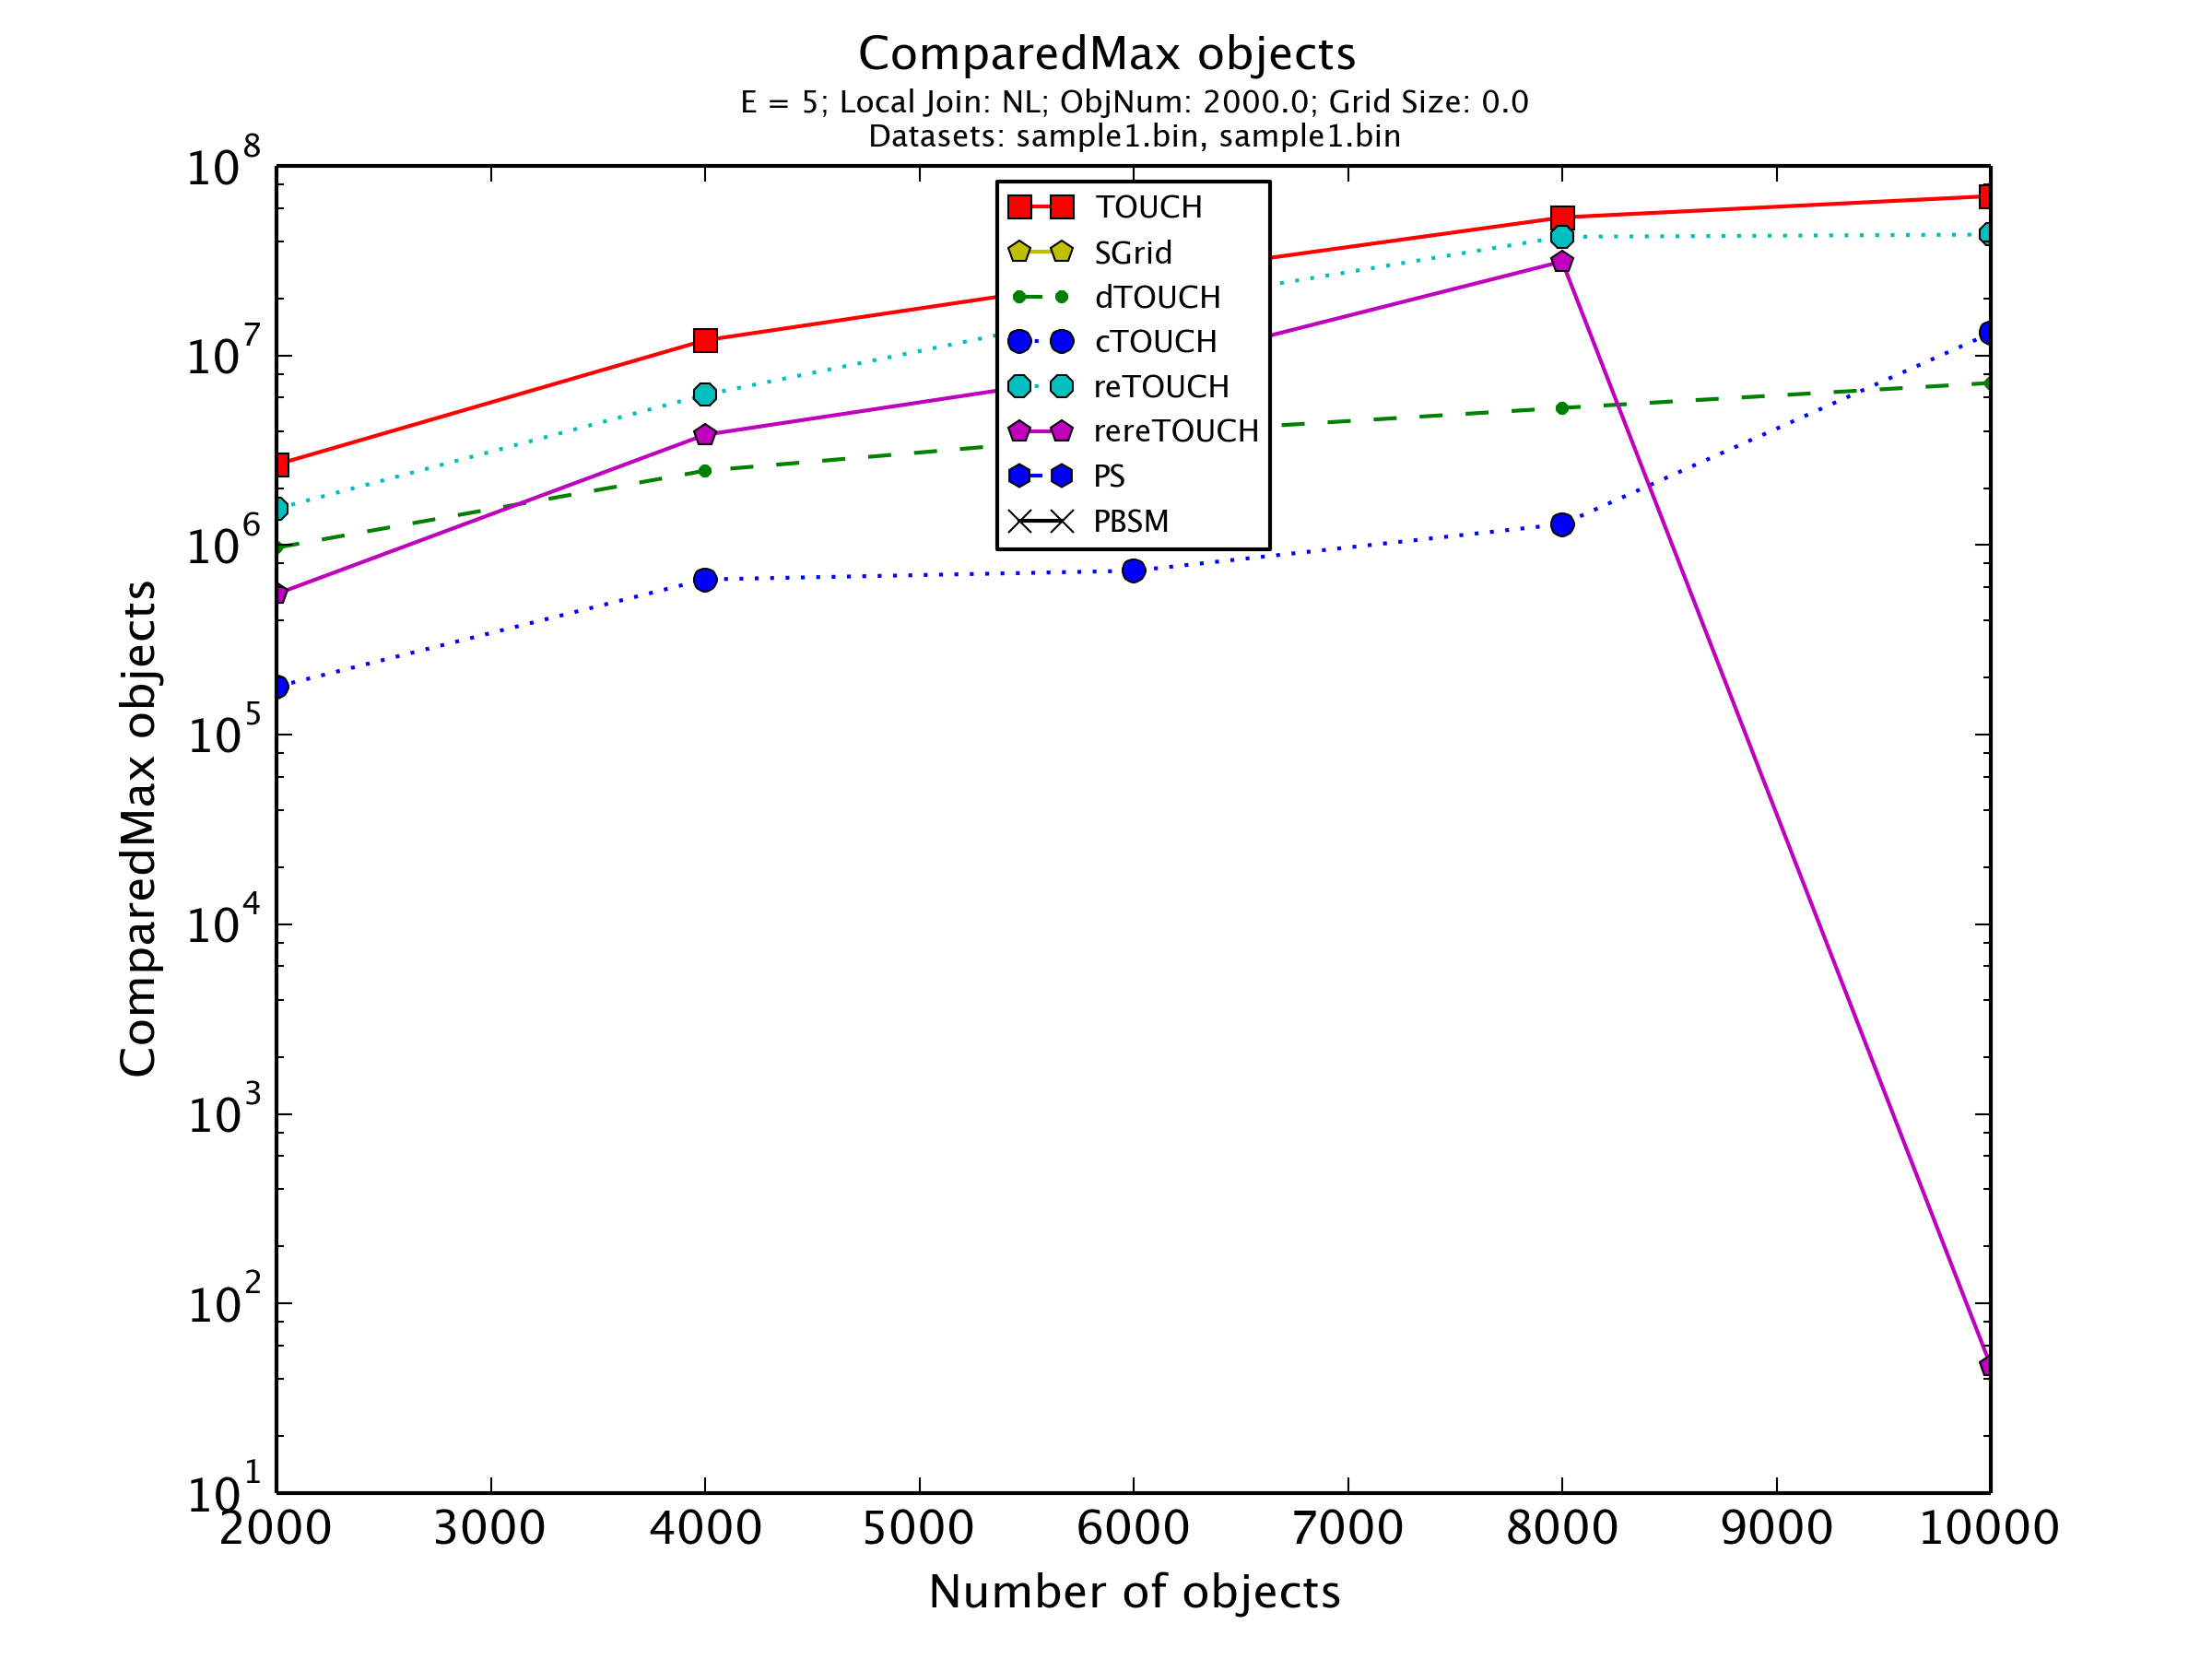 ComparedMax objects
E = 5; Local Join: NL; ObjNum: 2000.0; Grid Size: 0.0
Datasets: sample1.bin, sample1.bin
10^8
10^7
10^6
10^5
10^4
10^3
10^2
10^1
ComparedMax objects
TOUCH
SGrid
dTOUCH
cTOUCH
reTOUCH
rereTOUCH
PS
PBSM
2000 3000 4000 5000 6000 7000 8000 9000 10000
Number of objects